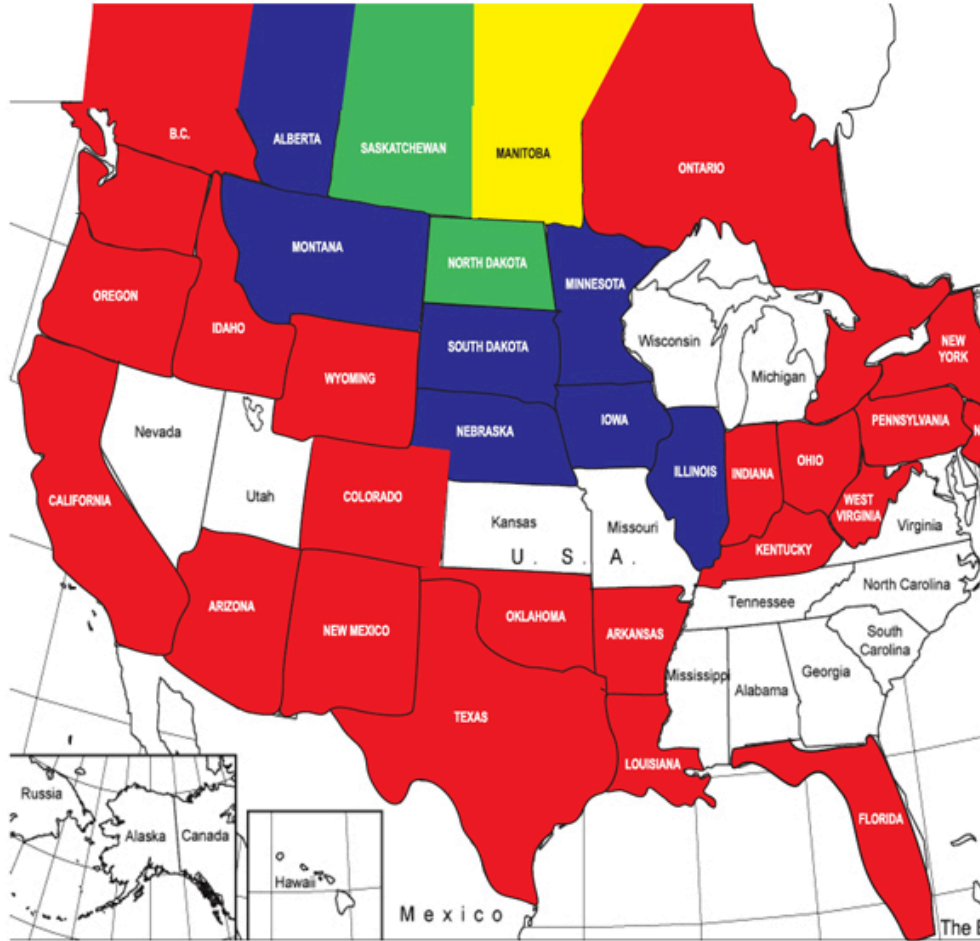 B.C.
ALBERTA
SASKATCHEWAN
MANITOBA
ONTARIO
MONTANA
NORTH DAKOTA
MINNESOTA
OREGON
IDAHO
SOUTH DAKOTA
Wisconsin
NEW
YORK
WYOMING
Michigan
Nevada
NEBRASKA
IOWA
PENNSYLVANIA
N
Utah
CALIFORNIA
COLORADO
ILLINOIS
INDIANA
OHIO
WEST
VIRGINIA
Kansas
Missouri
Virginia
U.S.A.
KENTUCKY
ARIZONA
NEW MEXICO
OKLAHOMA
ARKANSAS
Tennessee
North Carolina
South
Carolina
Mississippi
Alabama
Georgia
TEXAS
LOUISIANA
FLORIDA
Russia
Alaska
Canada
Hawaii
Mexico
The